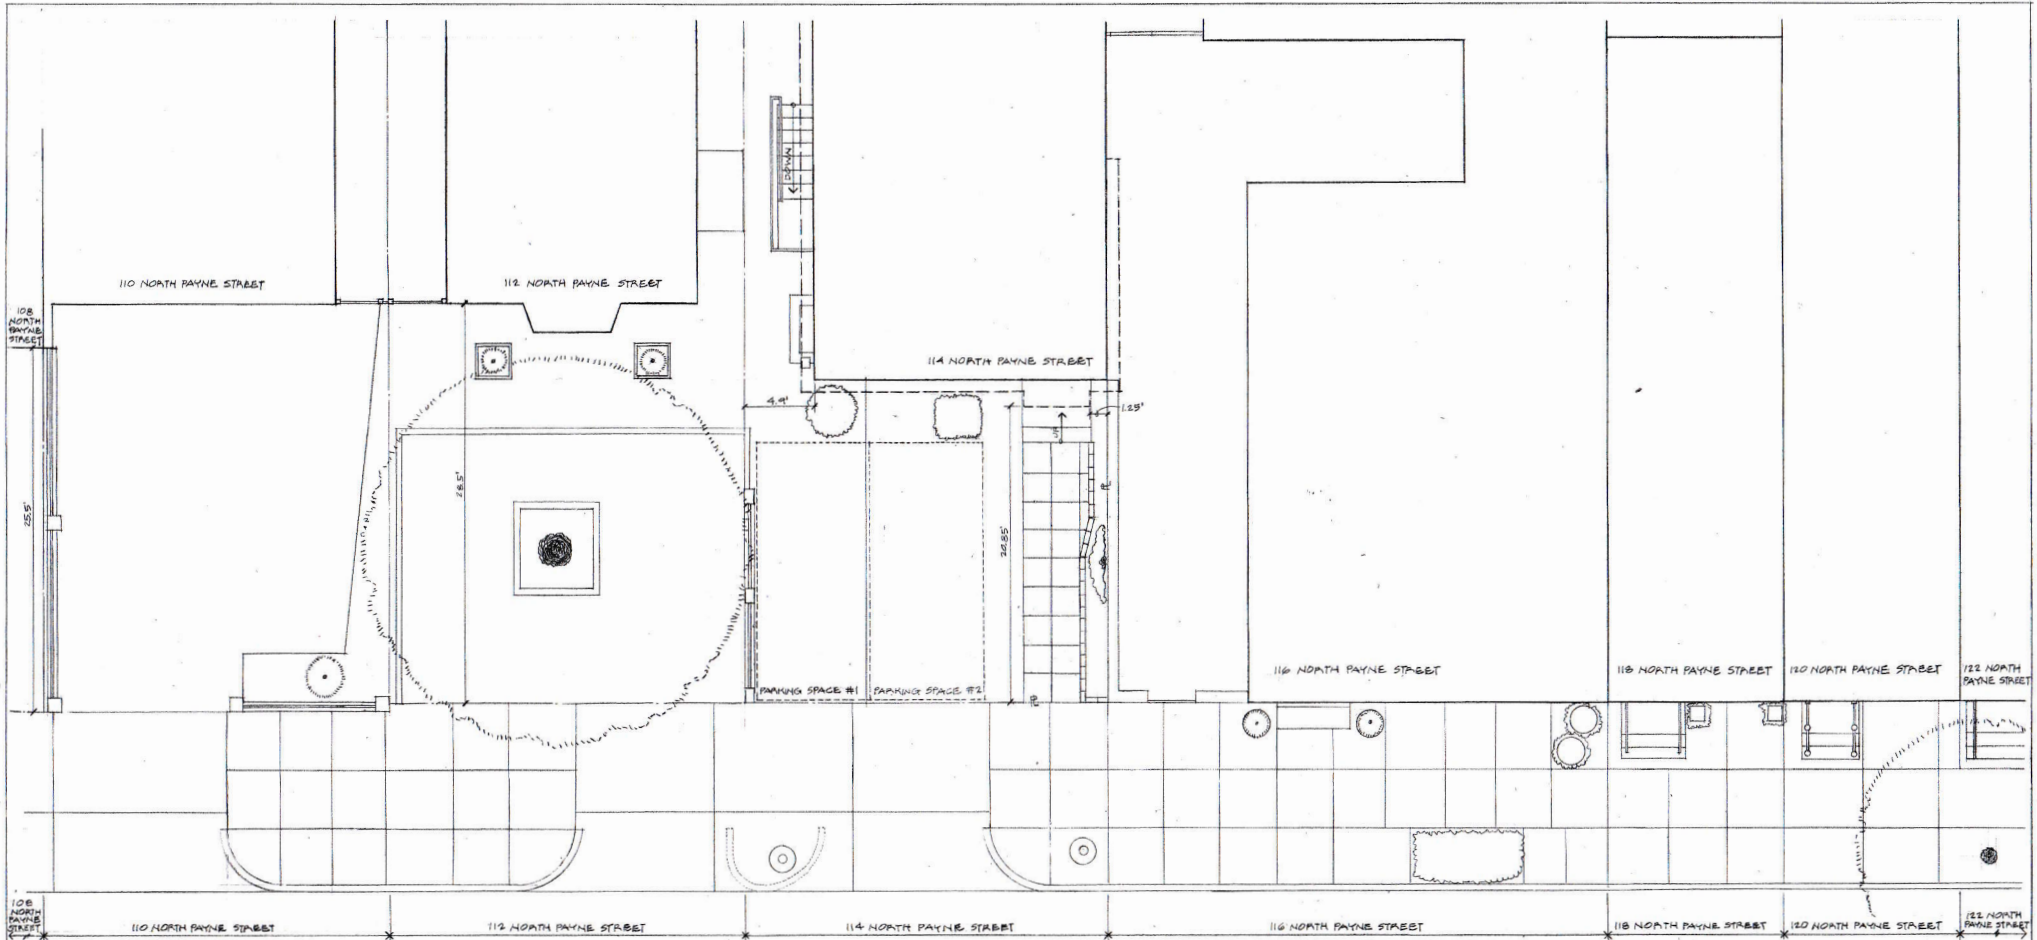 DOWN
110 NORTH PAYNE STREET
112 NORTH PAYNE STREET
108
NORTH
PAYNE
STREET
114 NORTH PAYNE STREET
4.9'
1.25'
UP
28.5'
25.5'
20.85'
PL
116 NORTH PAYNE STREET
118 NORTH PAYNE STREET
120 NORTH PAYNE STREET
122 NORTH
PAYNE STREET
PARKING SPACE #1
PARKING SPACE #2
PL
108
NORTH
PAYNE
STREET
110 NORTH PAYNE STREET
112 NORTH PAYNE STREET
114 NORTH PAYNE STREET
116 NORTH PAYNE STREET
118 NORTH PAYNE STREET
120 NORTH PAYNE STREET
122 NORTH
PAYNE STREET